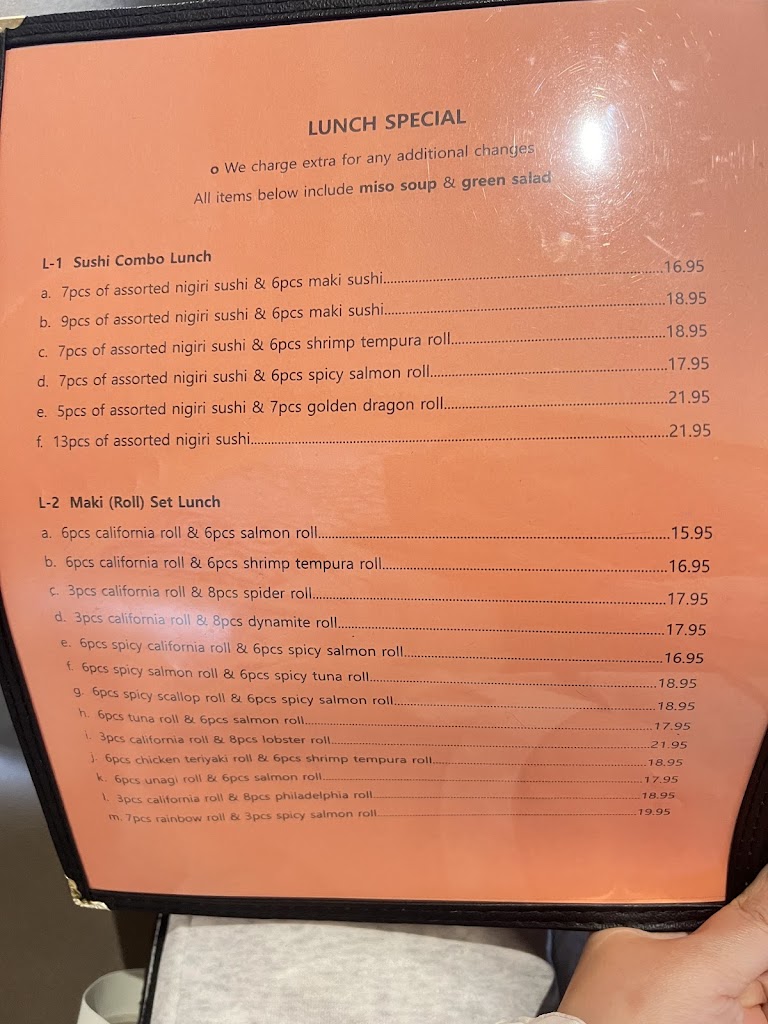 LUNCH SPECIAL
o We charge extra for any additional changes
All items below include miso soup & green salad
L-1 Sushi Combo Lunch
a. 7pcs of assorted nigiri sushi & 6pcs maki sushi.....16.95
b. 9pcs of assorted nigiri sushi & 6pcs maki sushi.....18.95
c. 7pcs of assorted nigiri sushi & 6pcs shrimp tempura roll.....18.95
d. 7pcs of assorted nigiri sushi & 6pcs spicy salmon roll.....17.95
e. 5pcs of assorted nigiri sushi & 7pcs golden dragon roll.....21.95
f. 13pcs of assorted nigiri sushi.....21.95
L-2 Maki (Roll) Set Lunch
a. 6pcs california roll & 6pcs salmon roll.....15.95
b. 6pcs california roll & 6pcs shrimp tempura roll.....16.95
c. 3pcs california roll & 8pcs spider roll.....17.95
d. 3pcs california roll & 8pcs dynamite roll.....17.95
e. 6pcs spicy california roll & 6pcs spicy salmon roll.....16.95
f. 6pcs spicy salmon roll & 6pcs spicy tuna roll.....18.95
g. 6pcs spicy scallop roll & 6pcs spicy salmon roll.....18.95
h. 6pcs tuna roll & 6pcs salmon roll.....17.95
i. 3pcs california roll & 8pcs lobster roll.....21.95
j. 6pcs chicken teriyaki roll & 6pcs shrimp tempura roll.....18.95
k. 6pcs unagi roll & 6pcs salmon roll.....17.95
l. 3pcs california roll & 8pcs philadelphia roll.....18.95
m. 7pcs rainbow roll & 3pcs spicy salmon roll.....19.95